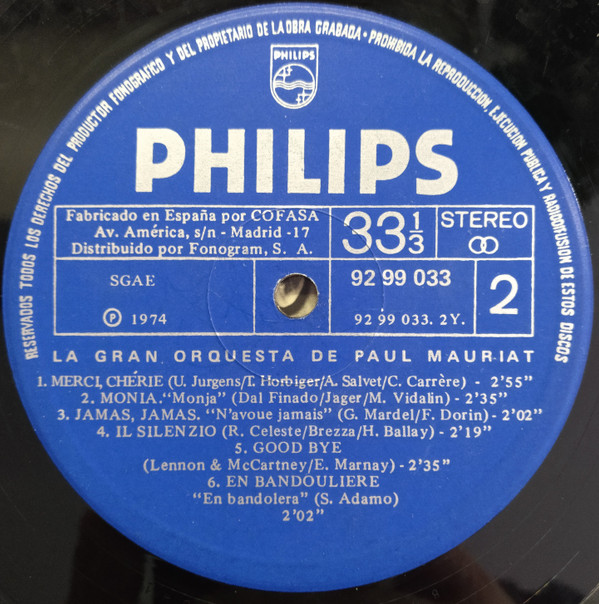 RESERVADOS TODOS LOS DERECHOS DEL PRODUCTOR FONOGRAFICO Y DEL PROPIETARIO DE LA OBRA GRABADA • PROHIBIDA LA REPRODUCCION, EJECUCION PUBLICA Y RADIODIFUSION DE ESTOS DISCOS
PHILIPS
PHILIPS
Fabricado en España por COFASA
Av. América, s/n - Madrid -17
Distribuido por Fonogram, S. A.
33 1/3
STEREO
SGAE
℗ 1974
92 99 033
92 99 033. 2Y.
2
LA GRAN ORQUESTA DE PAUL MAURIAT
1. MERCI, CHÉRIE (U. Jurgens/T. Horbiger/A. Salvet/C. Carrère) - 2'55"
2. MONIA. "Monja" (Dal Finado/Jager/M. Vidalin) - 2'35"
3. JAMAS, JAMAS. "N'avoue jamais" (G. Mardel/F. Dorin) - 2'02"
4. IL SILENZIO (R. Celeste/Brezza/H. Ballay) - 2'19"
5. GOOD BYE
(Lennon & McCartney/E. Marnay) - 2'35"
6. EN BANDOULIERE
"En bandolera" (S. Adamo)
2'02"